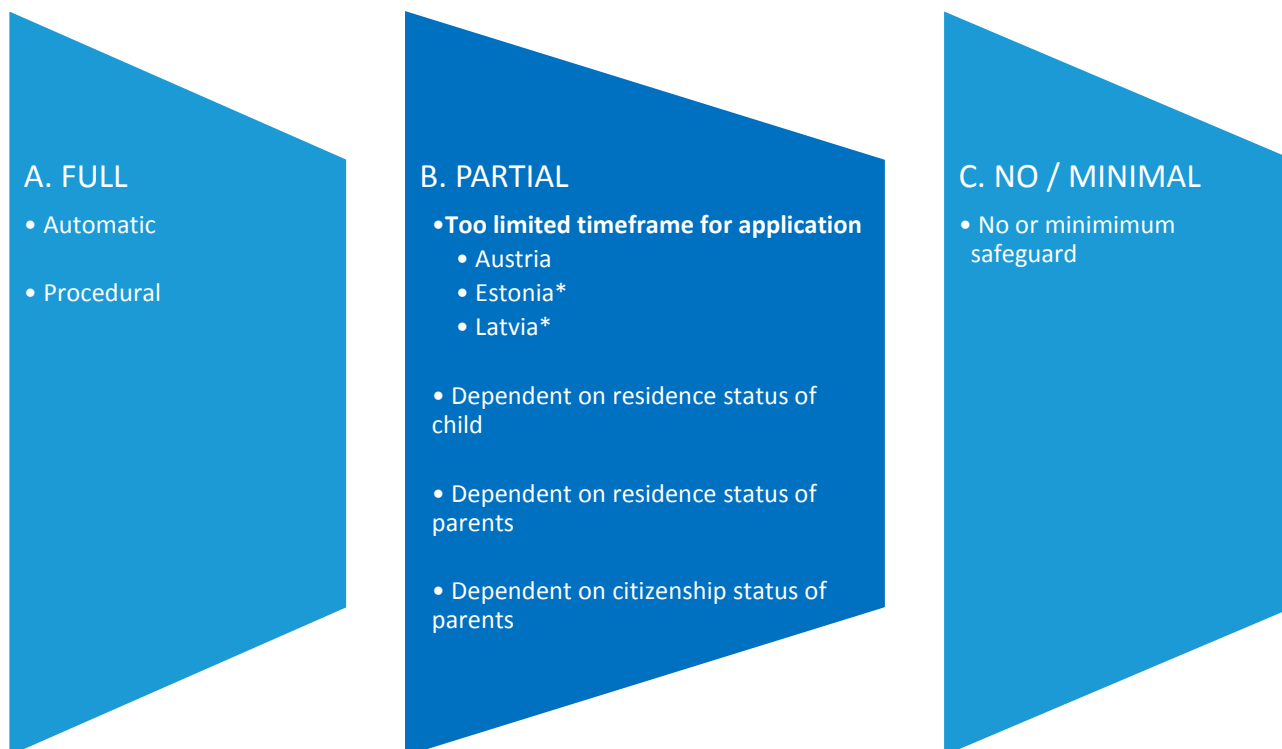 A. FULL
• Automatic
• Procedural
B. PARTIAL
•Too limited timeframe for application
• Austria
• Estonia*
• Latvia*
• Dependent on residence status of
child
• Dependent on residence status of
parents
• Dependent on citizenship status of
parents
C. NO / MINIMAL
• No or minimimum
safeguard